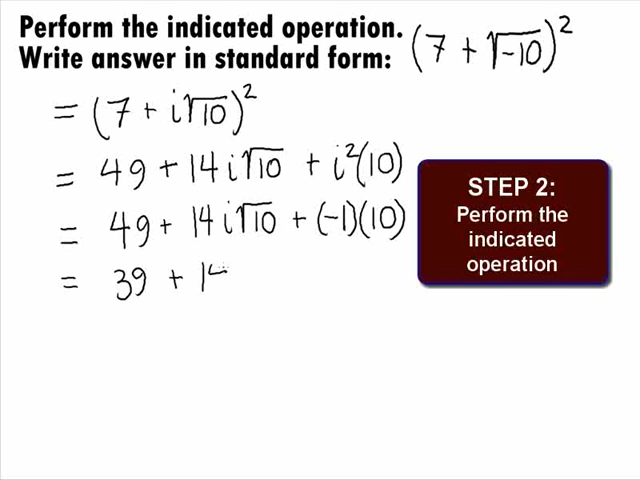 Perform the indicated operation.
Write answer in standard form: (7 + √-10)²
= (7 + i√10)²
= 49 + 14i√10 + i²(10)
= 49 + 14i√10 + (-1)(10)
= 39 + 14
STEP 2:
Perform the
indicated
operation